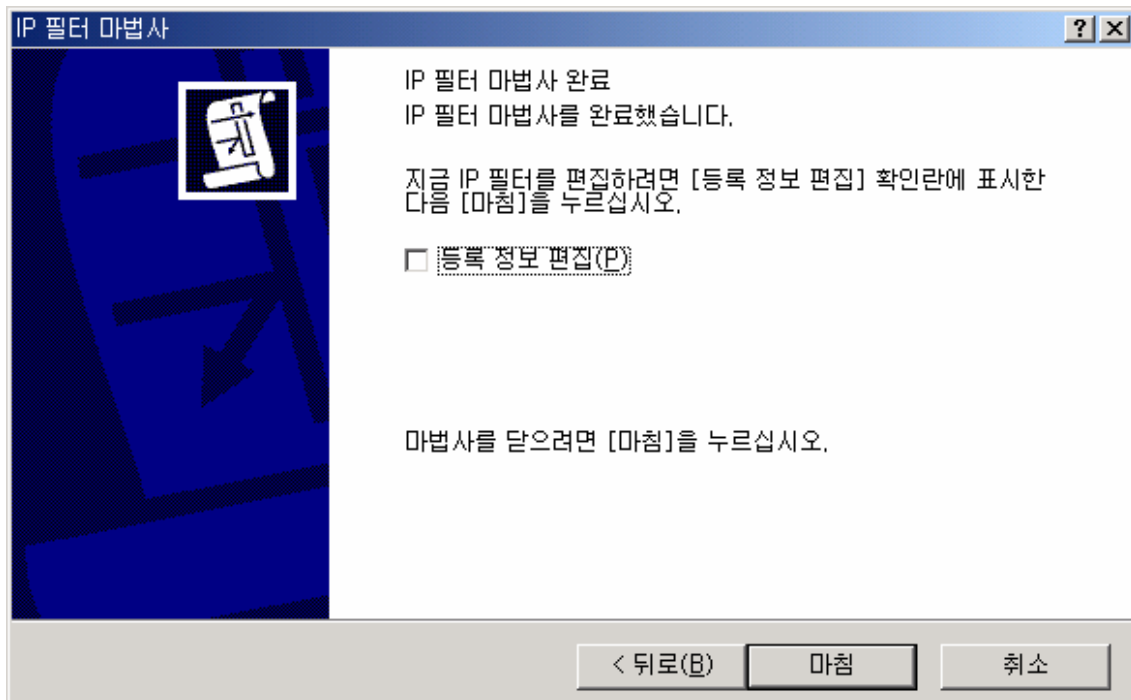 IP 필터 마법사
IP 필터 마법사 완료
IP 필터 마법사를 완료했습니다.
지금 IP 필터를 편집하려면 [등록 정보 편집] 확인란에 표시한
다음 [마침]을 누르십시오.
등록 정보 편집(P)
마법사를 닫으려면 [마침]을 누르십시오.
< 뒤로(B)
마침
취소